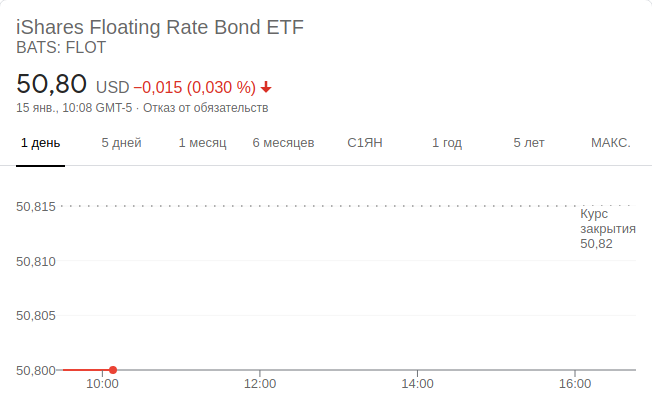 iShares Floating Rate Bond ETF
BATS: FLOT
50,80 USD −0,015 (0,030 %)
15 янв., 10:08 GMT-5 · Отказ от обязательств
1 день 5 дней 1 месяц 6 месяцев С1ЯН 1 год 5 лет МАКС.
50,815
Курс
закрытия
50,82
50,810
50,805
50,800
10:00 12:00 14:00 16:00